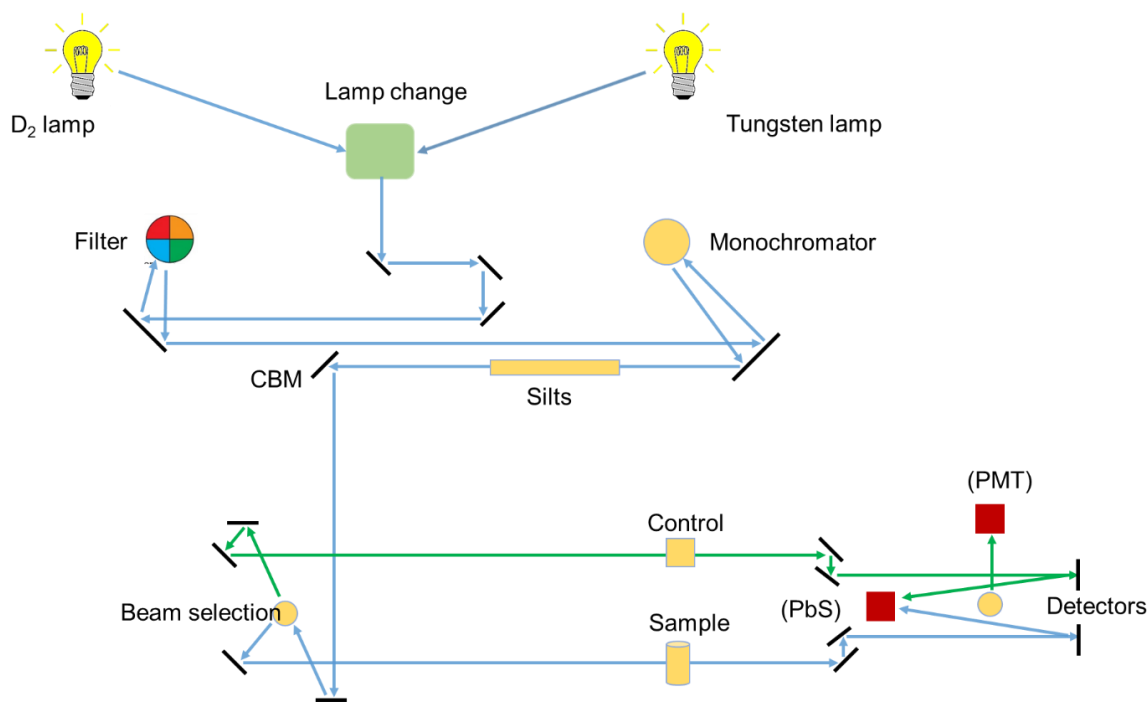 Lamp change
D₂ lamp
Tungsten lamp
Filter
Monochromator
CBM
Silts
(PMT)
Control
Beam selection
(PbS)
Detectors
Sample